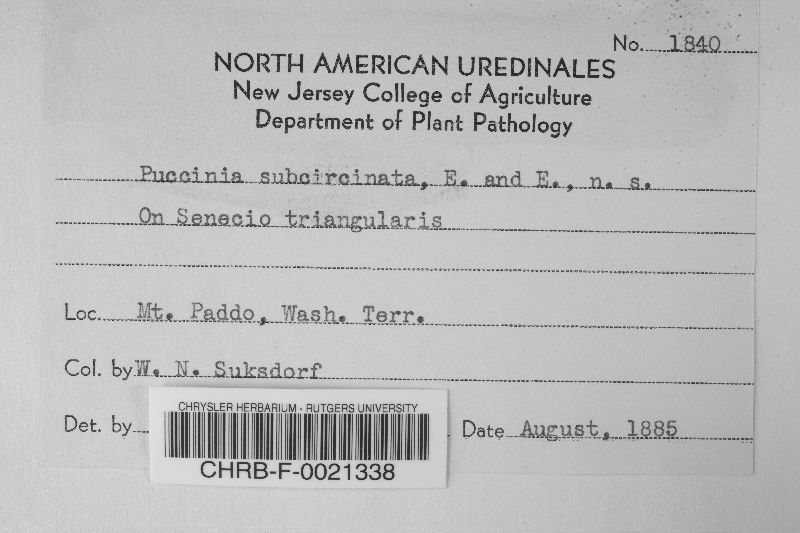 No. 1840
NORTH AMERICAN UREDINALES
New Jersey College of Agriculture
Department of Plant Pathology
Puccinia subcircinata, E. and E., n. s.
On Senecio triangularis
Loc. Mt. Paddo, Wash. Terr.
Col. by W. N. Suksdorf
Det. by
Date August, 1885
CHRYSLER HERBARIUM - RUTGERS UNIVERSITY
CHRB-F-0021338